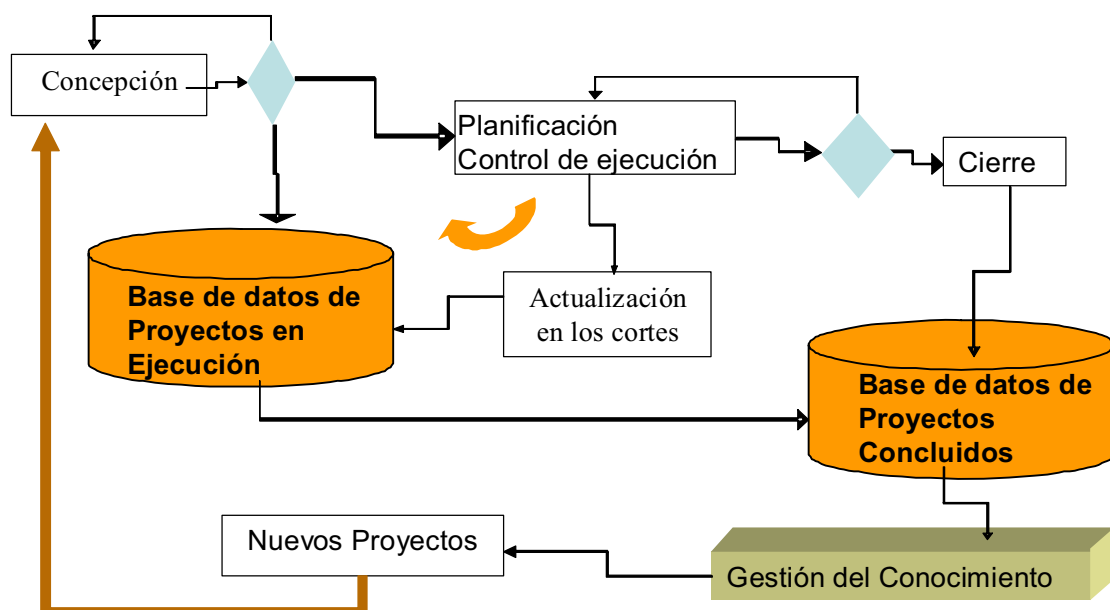 Concepción
Planificación
Control de ejecución
Cierre
Base de datos de
Proyectos en
Ejecución
Actualización
en los cortes
Base de datos de
Proyectos
Concluidos
Nuevos Proyectos
Gestión del Conocimiento